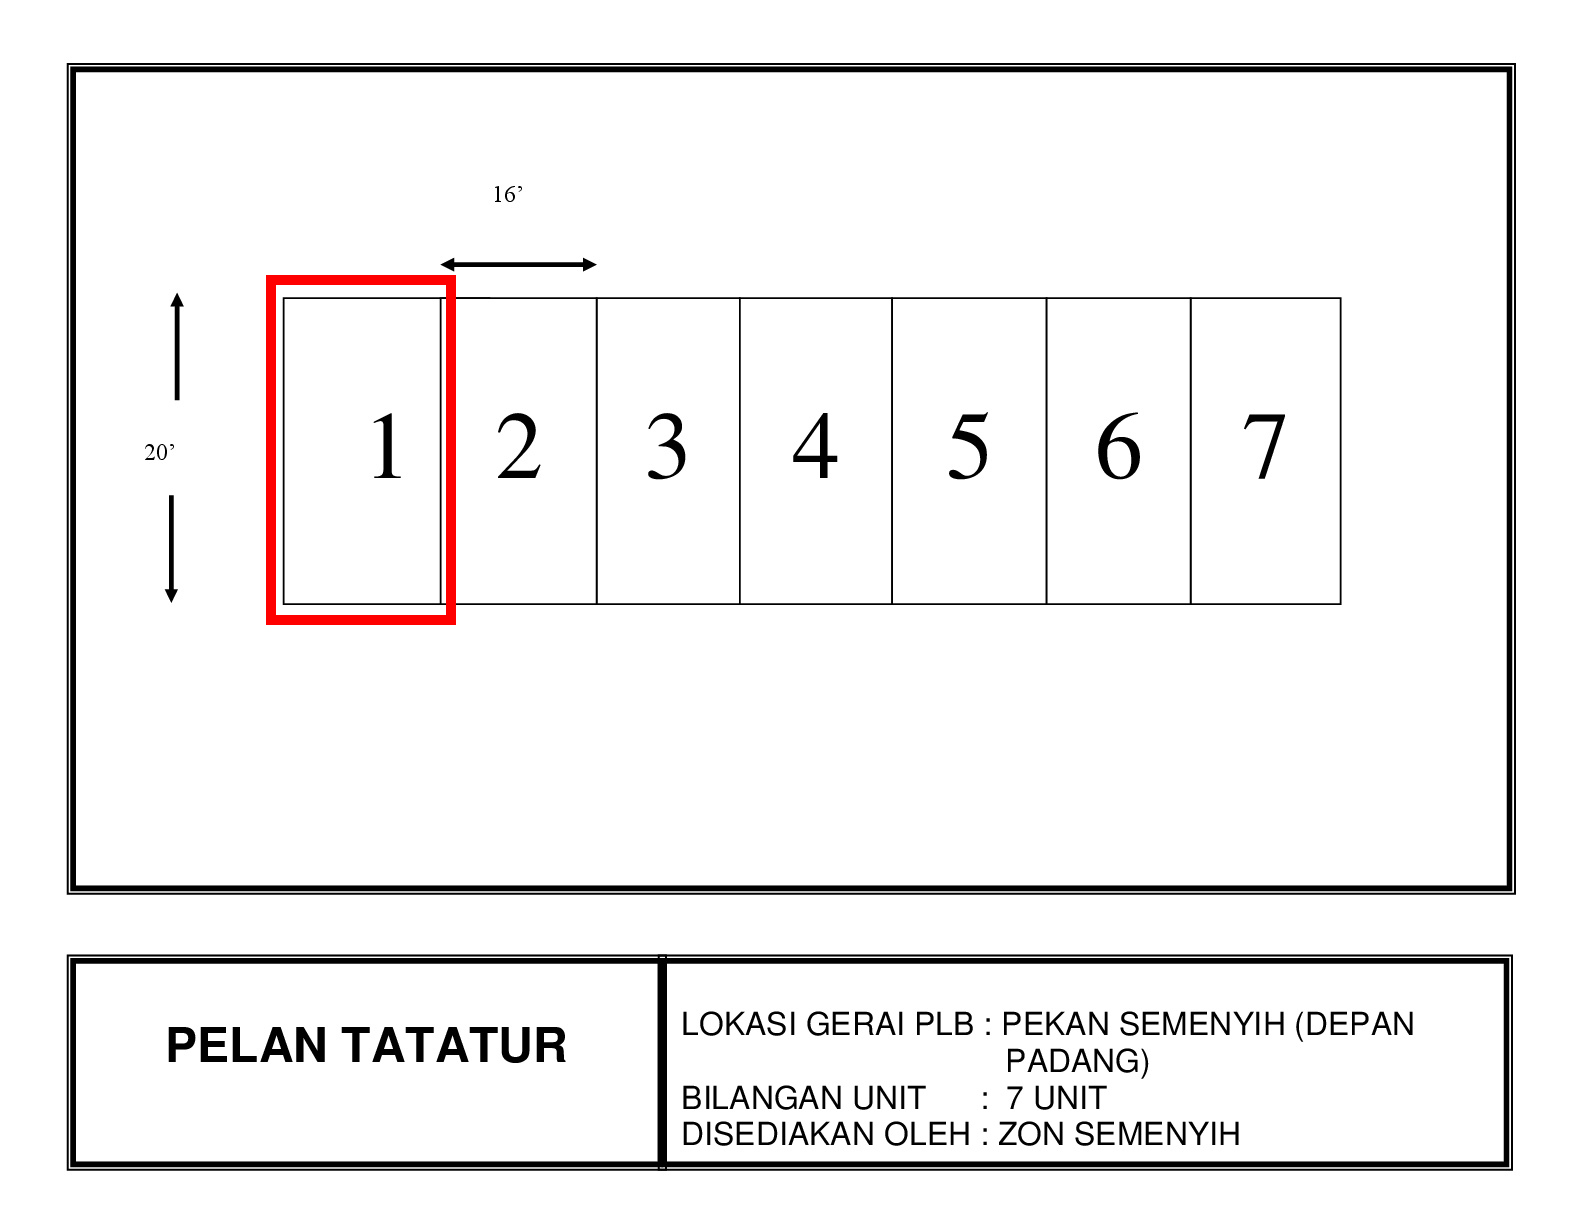 16’
20’
1 2 3 4 5 6 7
PELAN TATATUR
LOKASI GERAI PLB : PEKAN SEMENYIH (DEPAN
PADANG)
BILANGAN UNIT : 7 UNIT
DISEDIAKAN OLEH : ZON SEMENYIH